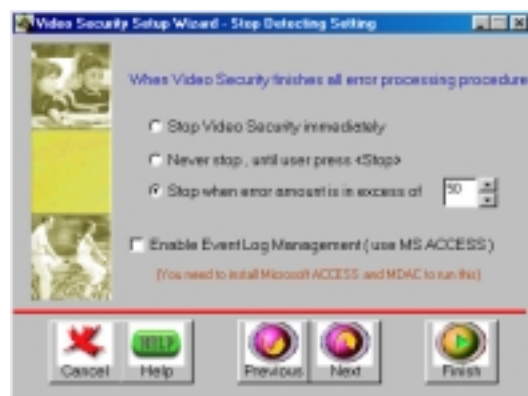 Video Security Setup Wizard - Stop Detecting Setting
When Video Security finishes all error processing procedure
Stop Video Security immediately
Never stop , until user press <Stop>
Stop when error amount is in excess of 50
Enable Event Log Management ( use MS ACCESS )
(You need to install Microsoft ACCESS and MDAC to run this)
HELP
Cancel Help Previous Next Finish